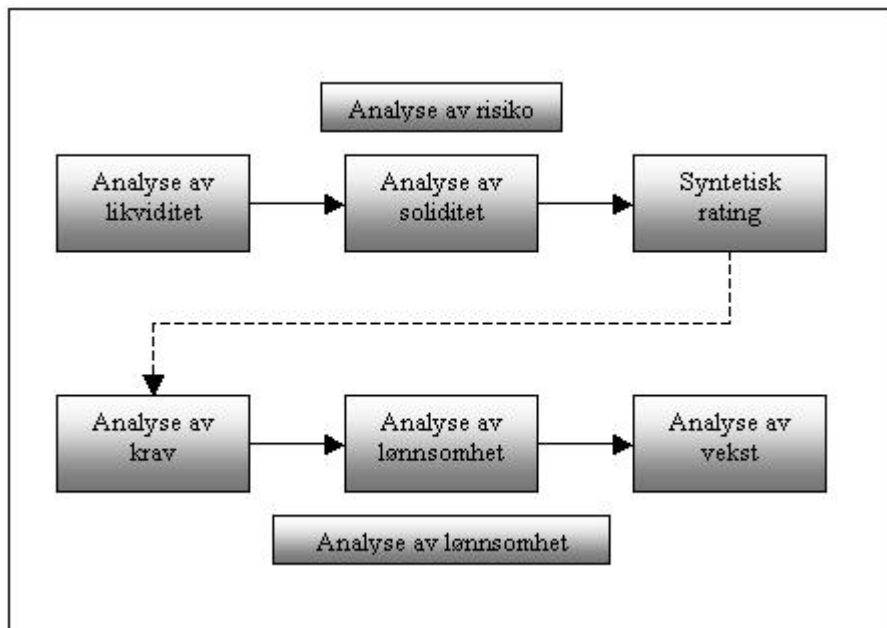 Analyse av risiko
Analyse av
likviditet
Analyse av
soliditet
Syntetisk
rating
Analyse av
krav
Analyse av
lønnsomhet
Analyse av
vekst
Analyse av lønnsomhet